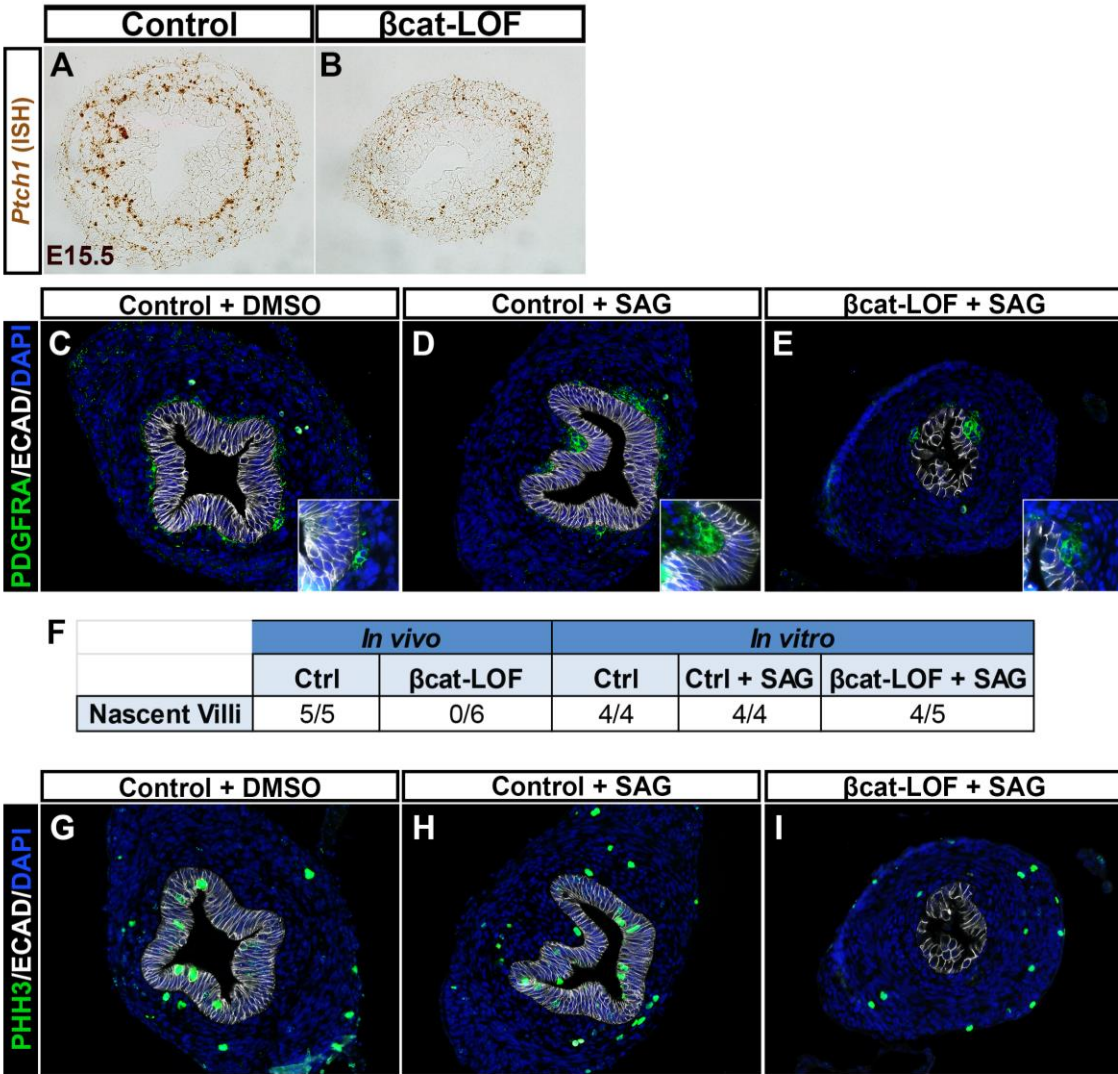 Control
βcat-LOF
Ptch1 (ISH)
A
B
E15.5
Control + DMSO
Control + SAG
βcat-LOF + SAG
PDGFRA/ECAD/DAPI
C
D
E
F
In vivo
In vitro
Ctrl
βcat-LOF
Ctrl
Ctrl + SAG
βcat-LOF + SAG
Nascent Villi
5/5
0/6
4/4
4/4
4/5
Control + DMSO
Control + SAG
βcat-LOF + SAG
PHH3/ECAD/DAPI
G
H
I